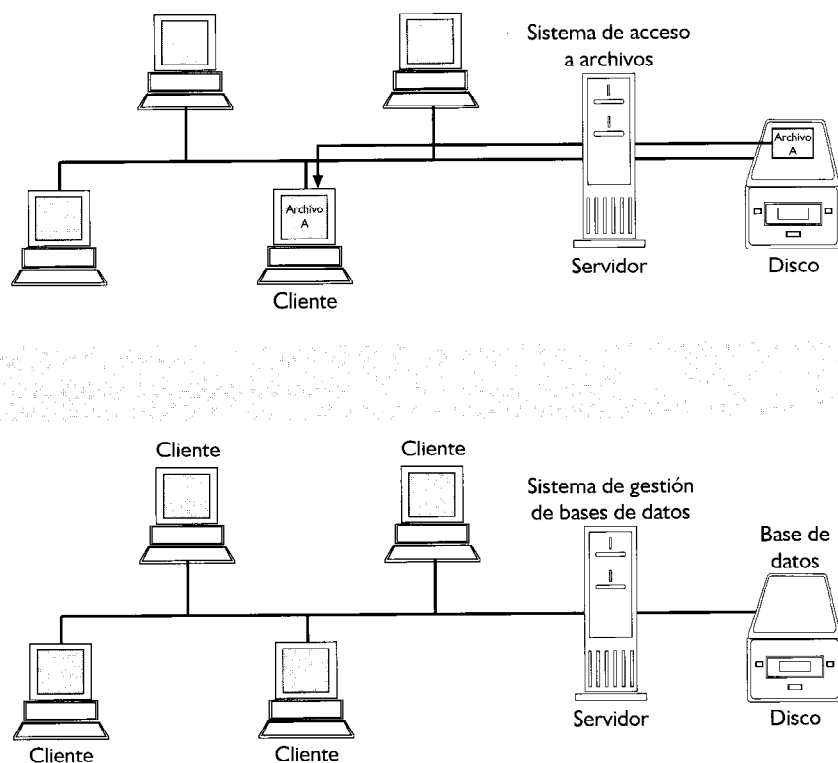 Sistema de acceso
a archivos
Archivo
A
Archivo
A
Cliente
Servidor
Disco
Cliente
Cliente
Sistema de gestión
de bases de datos
Base de
datos
Cliente
Cliente
Servidor
Disco